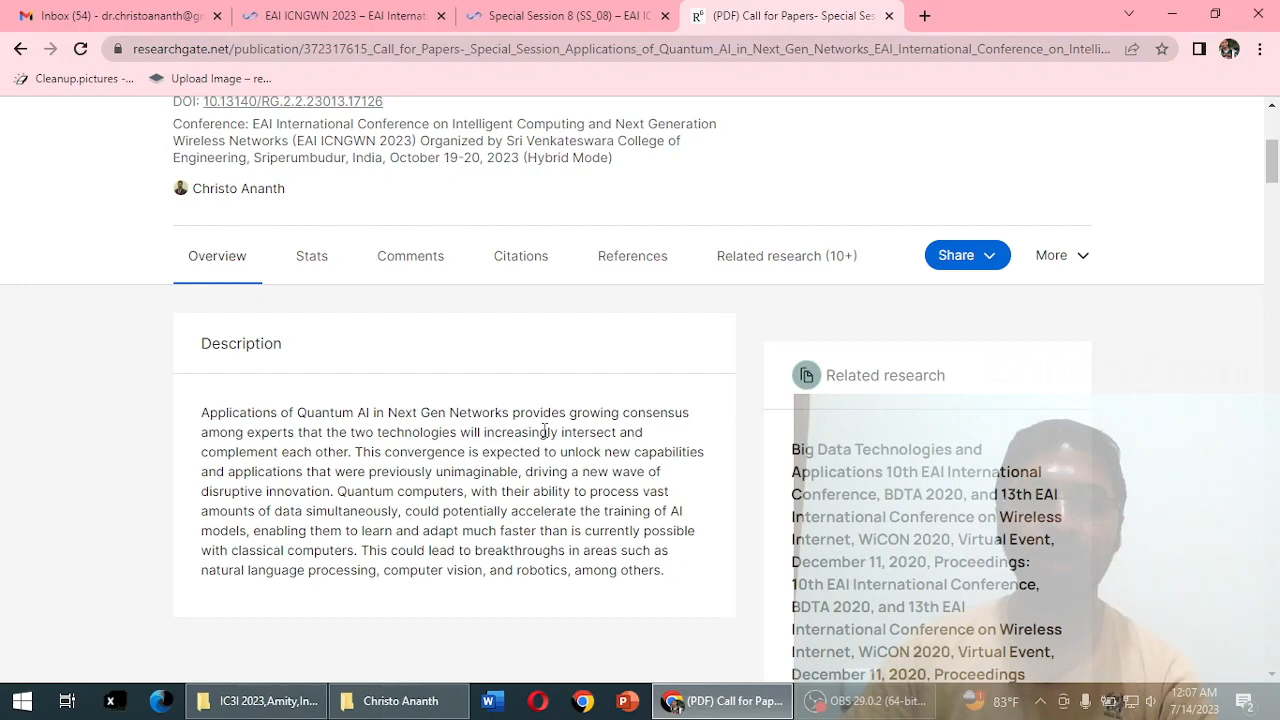 Inbox (54) - dr.christoananth@gr
EAI ICNGWN 2023 – EAI Internat
Special Session 8 (SS_08) – EAI IC
(PDF) Call for Papers- Special Ses
researchgate.net/publication/372317615_Call_for_Papers-_Special_Session_Applications_of_Quantum_AI_in_Next_Gen_Networks_EAI_International_Conference_on_Intelli...
Cleanup.pictures -...
Upload Image – re...
DOI: 10.13140/RG.2.2.23013.17126
Conference: EAI International Conference on Intelligent Computing and Next Generation
Wireless Networks (EAI ICNGWN 2023) Organized by Sri Venkateswara College of
Engineering, Sriperumbudur, India, October 19-20, 2023 (Hybrid Mode)
Christo Ananth
Overview
Stats
Comments
Citations
References
Related research (10+)
Share
More
Description
Applications of Quantum AI in Next Gen Networks provides growing consensus
among experts that the two technologies will increasingly intersect and
complement each other. This convergence is expected to unlock new capabilities
and applications that were previously unimaginable, driving a new wave of
disruptive innovation. Quantum computers, with their ability to process vast
amounts of data simultaneously, could potentially accelerate the training of AI
models, enabling them to learn and adapt much faster than is currently possible
with classical computers. This could lead to breakthroughs in areas such as
natural language processing, computer vision, and robotics, among others.
Related research
Big Data Technologies and
Applications 10th EAI International
Conference, BDTA 2020, and 13th EAI
International Conference on Wireless
Internet, WiCON 2020, Virtual Event,
December 11, 2020, Proceedings:
10th EAI International Conference,
BDTA 2020, and 13th EAI
International Conference on Wireless
Internet, WiCON 2020, Virtual Event,
December 11, 2020, Proceedings
IC3I 2023,Amity,In...
Christo Ananth
(PDF) Call for Pap...
OBS 29.0.2 (64-bit...
83°F
12:07 AM
7/14/2023
2